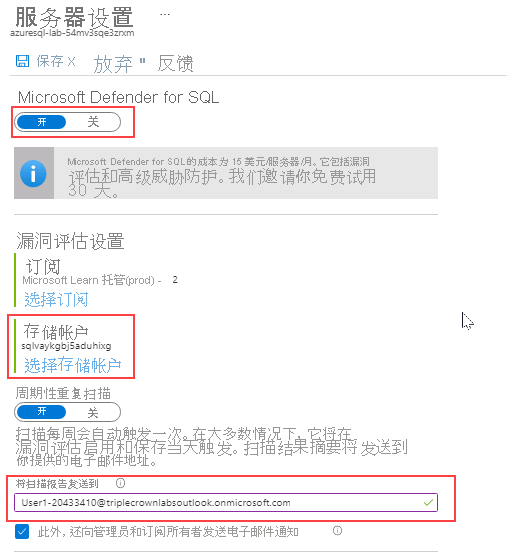 服务器设置 ...
azuresql-lab-54mv3sqe3zrxm
保存 X 放弃 " 反馈
Microsoft Defender for SQL
开 关
Microsoft Defender for SQL的成本为 15 美元/服务器/月。它包括漏洞
评估和高级威胁防护。我们邀请你免费试用
30 天。
漏洞评估设置
订阅
Microsoft Learn 托管(prod) - 2
选择订阅
存储帐户
sqlvaykgbj5aduhixg
选择存储帐户
周期性重复扫描
开 关
扫描每周会自动触发一次。在大多数情况下，它将在
漏洞评估启用和保存当天触发。扫描结果摘要将发送到
你提供的电子邮件地址。
将扫描报告发送到
User1-20433410@triplecrownlabsoutlook.onmicrosoft.com
此外，还向管理员和订阅所有者发送电子邮件通知